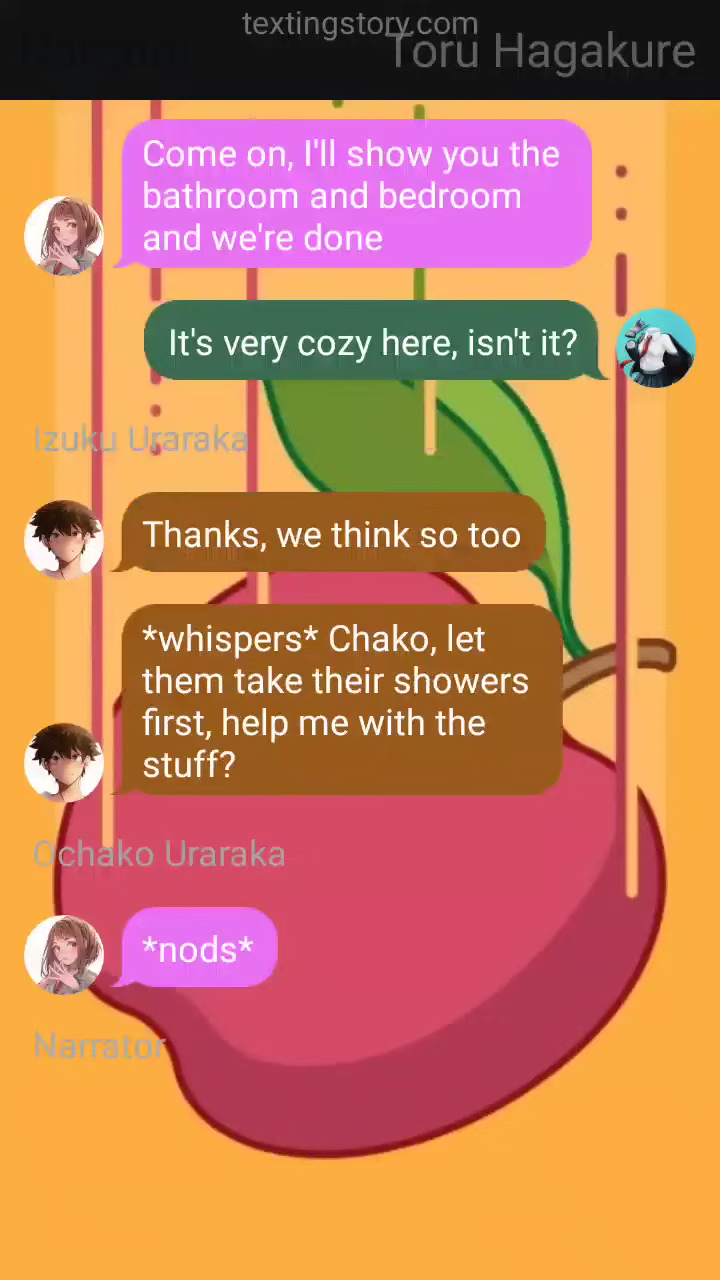 textingstory.com
Toru Hagakure
Come on, I'll show you the
bathroom and bedroom
and we're done
It's very cozy here, isn't it?
Izuku Uraraka
Thanks, we think so too
*whispers* Chako, let
them take their showers
first, help me with the
stuff?
Ochako Uraraka
*nods*
Narrator